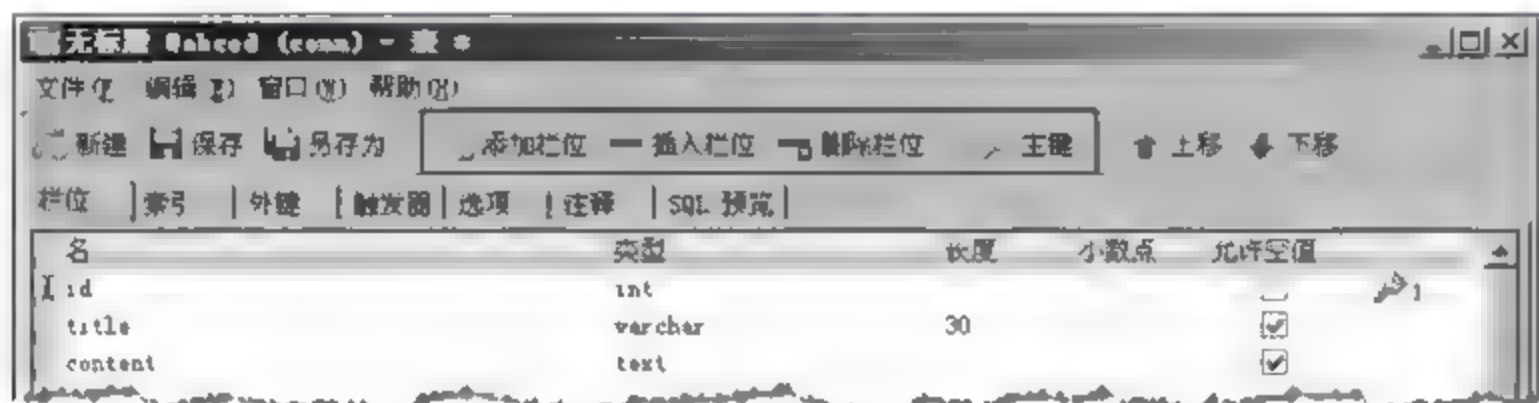 无标题 @ahced (conn) - 表 *
文件(F) 编辑(E) 窗口(W) 帮助(H)
新建 保存 另存为 添加栏位 插入栏位 删除栏位 主键 上移 下移
栏位 索引 外键 触发器 选项 注释 SQL 预览
名 类型 长度 小数点 允许空值
id int 1
title varchar 30
content text